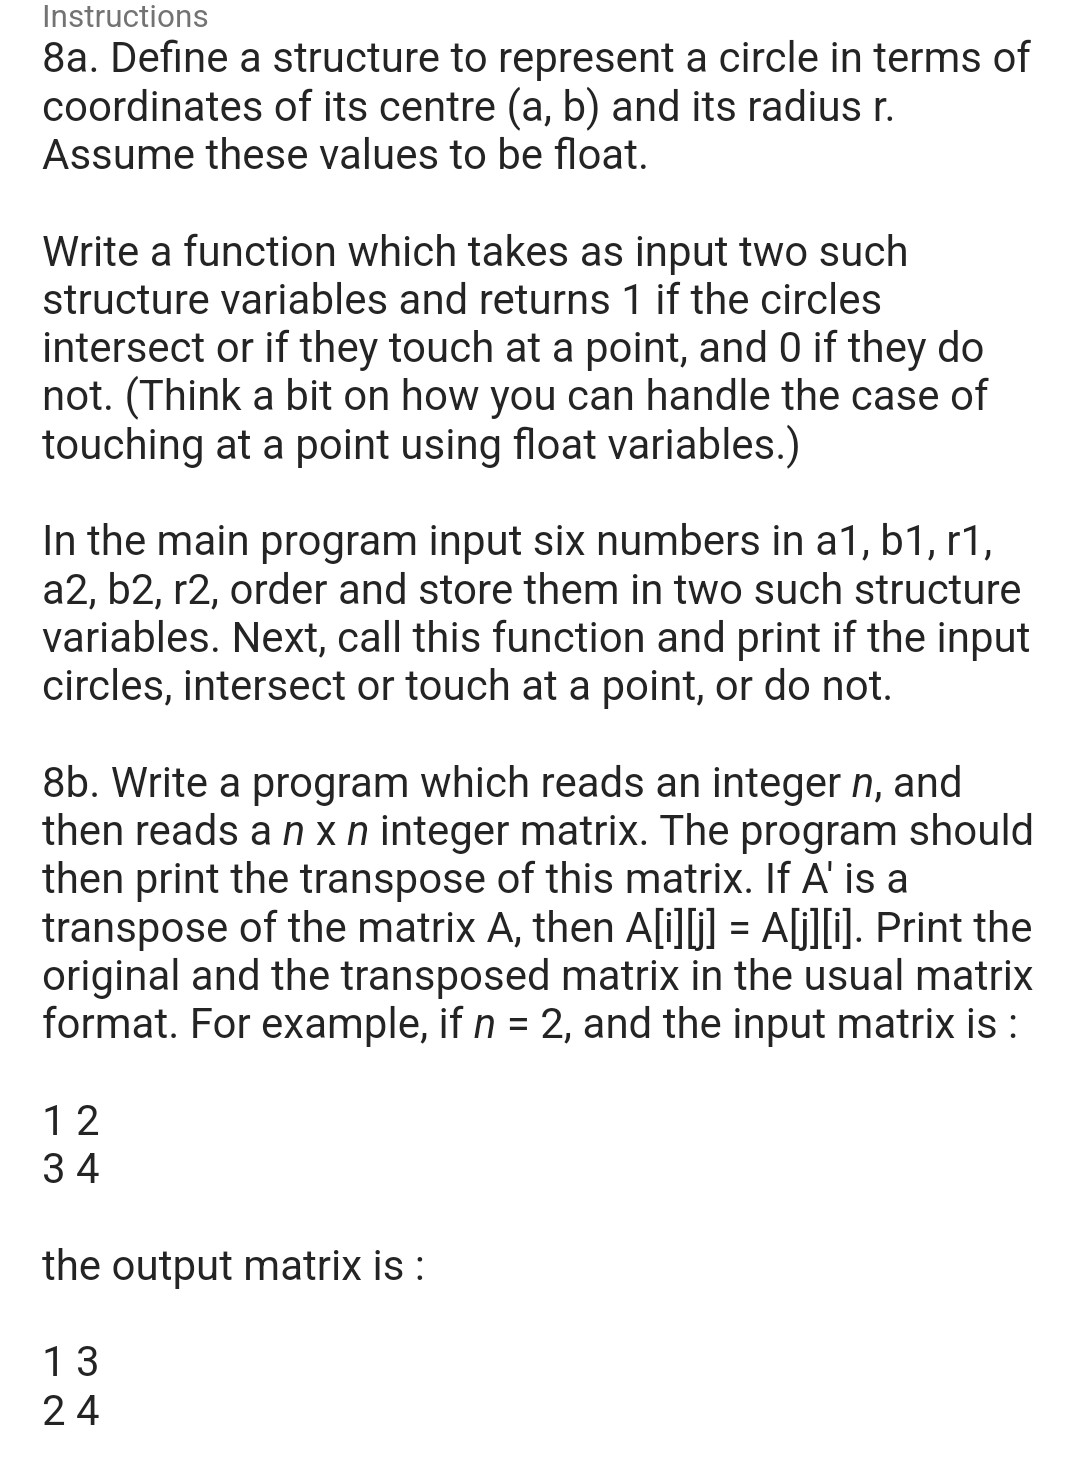 Instructions
8a. Define a structure to represent a circle in terms of
coordinates of its centre (a, b) and its radius r.
Assume these values to be float.
Write a function which takes as input two such
structure variables and returns 1 if the circles
intersect or if they touch at a point, and 0 if they do
not. (Think a bit on how you can handle the case of
touching at a point using float variables.)
In the main program input six numbers in a1, b1, r1,
a2, b2, r2, order and store them in two such structure
variables. Next, call this function and print if the input
circles, intersect or touch at a point, or do not.
8b. Write a program which reads an integer n, and
then reads a n x n integer matrix. The program should
then print the transpose of this matrix. If A' is a
transpose of the matrix A, then A[i][j] = A[j][i]. Print the
original and the transposed matrix in the usual matrix
format. For example, if n = 2, and the input matrix is :
1 2
3 4
the output matrix is :
1 3
2 4